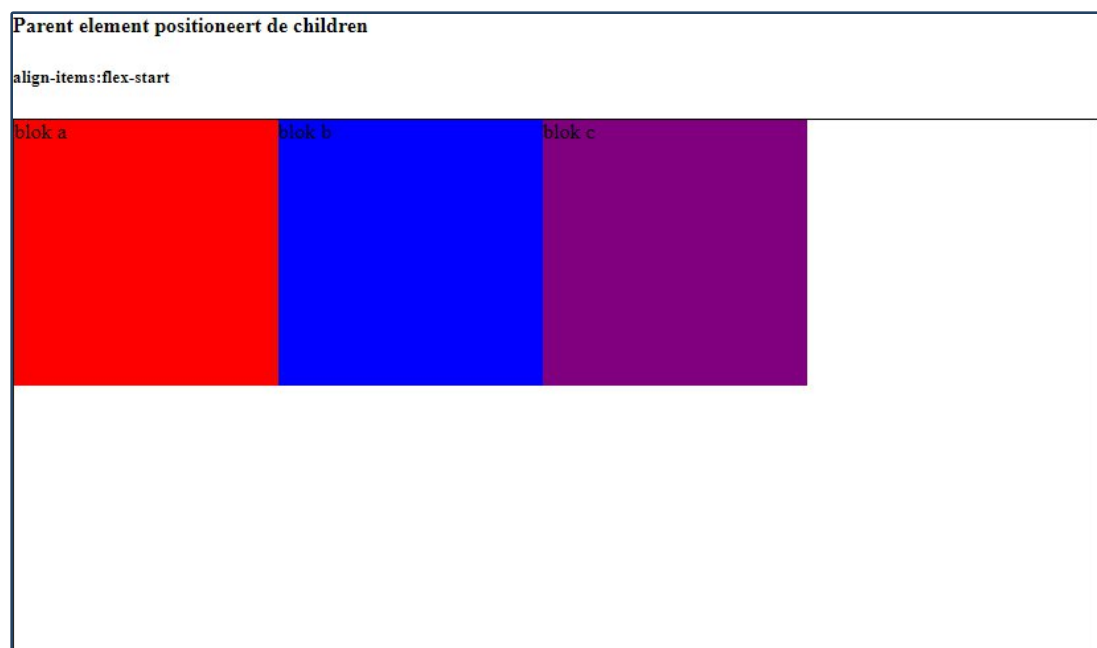 Parent element positioneert de children
align-items:flex-start
blok a
blok b
blok c